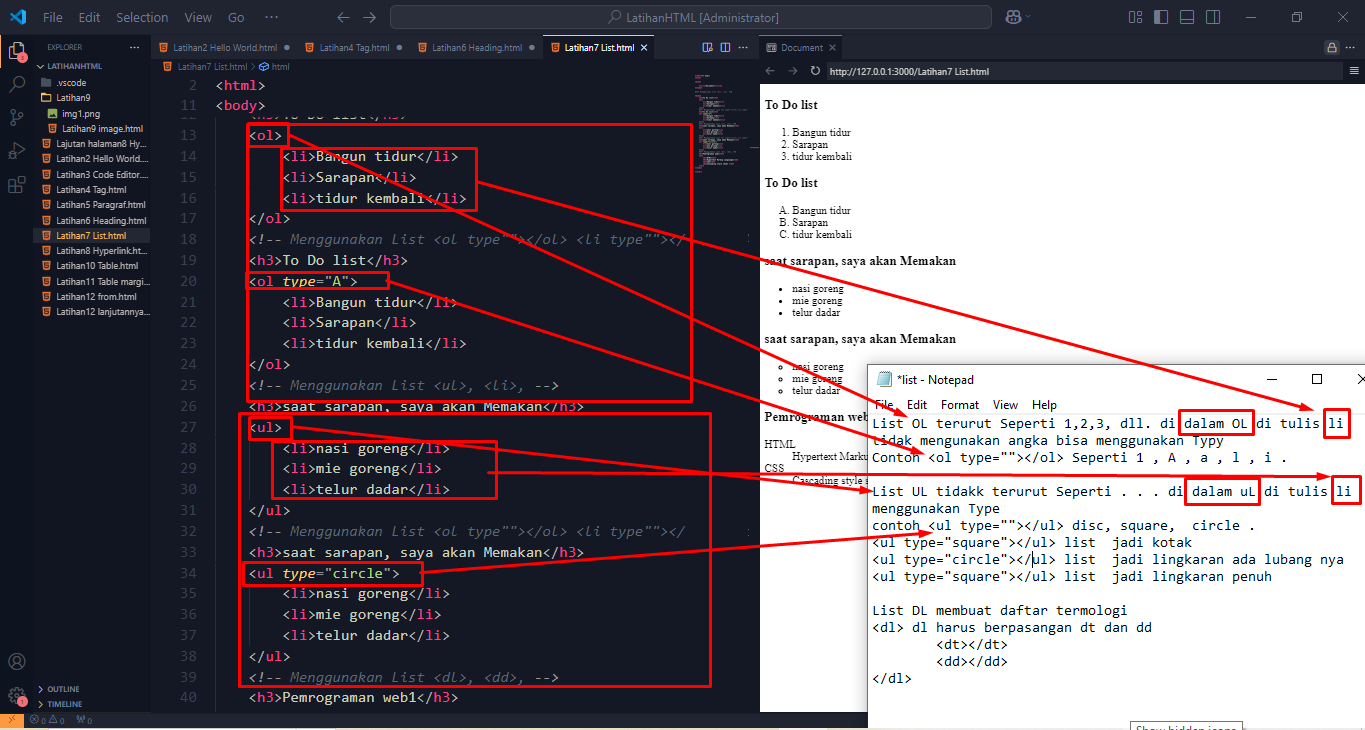 File Edit Selection View Go ···
LatihanHTML [Administrator]
EXPLORER
LATIHANHTML
.vscode
Latihan9
img1.png
Latihan9 image.html
Lajutan halaman8 Hy...
Latihan2 Hello World....
Latihan3 Code Editor....
Latihan4 Tag.html
Latihan5 Paragraf.html
Latihan6 Heading.html
Latihan7 List.html
Latihan8 Hyperlink.ht...
Latihan10 Table.html
Latihan11 Table margi...
Latihan12 from.html
Latihan12 lanjutannya...
OUTLINE
TIMELINE
Latihan2 Hello World.html
Latihan4 Tag.html
Latihan6 Heading.html
Latihan7 List.html
Latihan7 List.html > html
2 <html>
11 <body>
12 <h3>To Do list</h3>
13 <ol>
14 <li>Bangun tidur</li>
15 <li>Sarapan</li>
16 <li>tidur kembali</li>
17 </ol>
18 <!-- Menggunakan List <ol type""></ol> <li type""></
19 <h3>To Do list</h3>
20 <ol type="A">
21 <li>Bangun tidur</li>
22 <li>Sarapan</li>
23 <li>tidur kembali</li>
24 </ol>
25 <!-- Menggunakan List <ul>, <li>, -->
26 <h3>saat sarapan, saya akan Memakan</h3>
27 <ul>
28 <li>nasi goreng</li>
29 <li>mie goreng</li>
30 <li>telur dadar</li>
31 </ul>
32 <!-- Menggunakan List <ol type""></ol> <li type""></
33 <h3>saat sarapan, saya akan Memakan</h3>
34 <ul type="circle">
35 <li>nasi goreng</li>
36 <li>mie goreng</li>
37 <li>telur dadar</li>
38 </ul>
39 <!-- Menggunakan List <dl>, <dd>, -->
40 <h3>Pemrograman web1</h3>
Document
http://127.0.0.1:3000/Latihan7 List.html
To Do list
1. Bangun tidur
2. Sarapan
3. tidur kembali
To Do list
A. Bangun tidur
B. Sarapan
C. tidur kembali
saat sarapan, saya akan Memakan
• nasi goreng
• mie goreng
• telur dadar
saat sarapan, saya akan Memakan
nasi goreng
mie goreng
telur dadar
Pemrograman web
HTML
Hypertext Marku
CSS
Cascading style s
*list - Notepad
File Edit Format View Help
List OL terurut Seperti 1,2,3, dll. di dalam OL di tulis li
tidak mengunakan angka bisa menggunakan Typy
Conton <ol type=""></ol> Seperti 1 , A , a , l , i .
List UL tidakk terurut Seperti . . . di dalam uL di tulis li
menggunakan Type
contoh <ul type=""></ul> disc, square, circle .
<ul type="square"></ul> list jadi kotak
<ul type="circle"></ul> list jadi lingkaran ada lubang nya
<ul type="square"></ul> list jadi lingkaran penuh
List DL membuat daftar termologi
<dl> dl harus berpasangan dt dan dd
<dt></dt>
<dd></dd>
</dl>
0 0 0
Show hidden icons